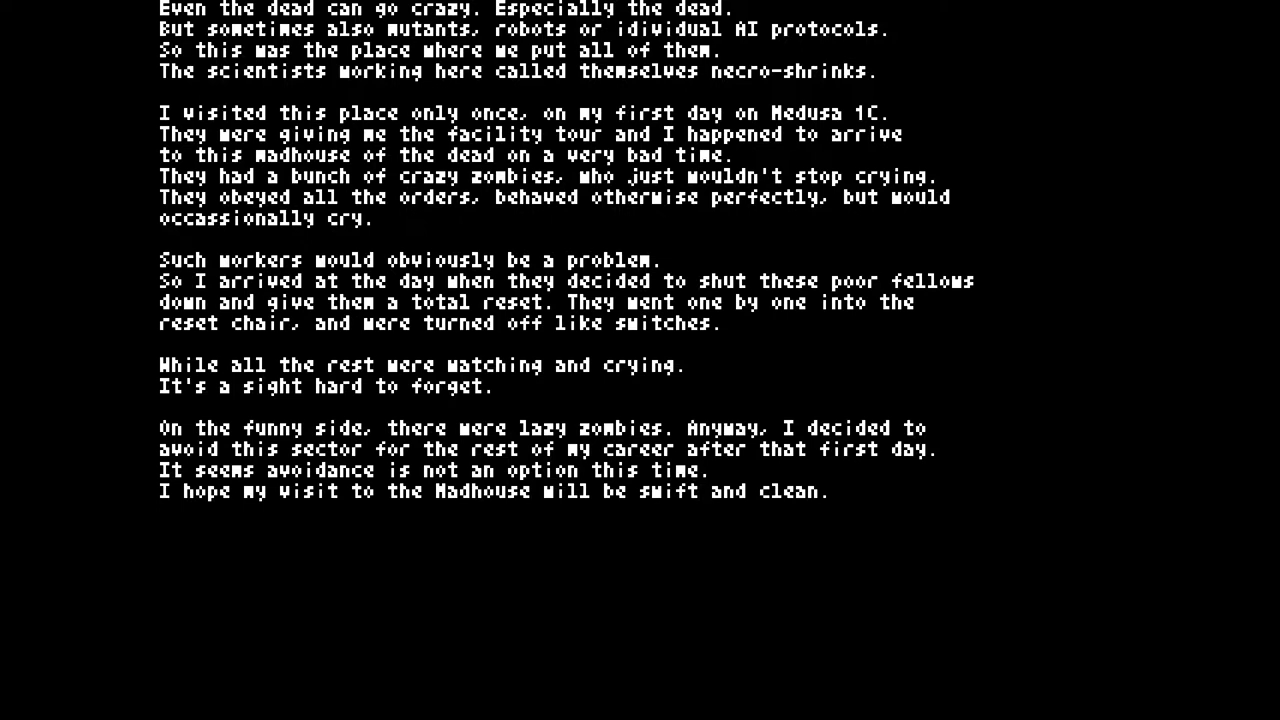 Even the dead can go crazy. Especially the dead.
But sometimes also mutants, robots or idividual AI protocols.
So this was the place where we put all of them.
The scientists working here called themselves necro-shrinks.
I visited this place only once, on my first day on Medusa 1C.
They were giving me the facility tour and I happened to arrive
to this madhouse of the dead on a very bad time.
They had a bunch of crazy zombies, who just wouldn't stop crying.
They obeyed all the orders, behaved otherwise perfectly, but would
occassionally cry.
Such workers would obviously be a problem.
So I arrived at the day when they decided to shut these poor fellows
down and give them a total reset. They went one by one into the
reset chair, and were turned off like switches.
While all the rest were watching and crying.
It's a sight hard to forget.
On the funny side, there were lazy zombies. Anyway, I decided to
avoid this sector for the rest of my career after that first day.
It seems avoidance is not an option this time.
I hope my visit to the Madhouse will be swift and clean.